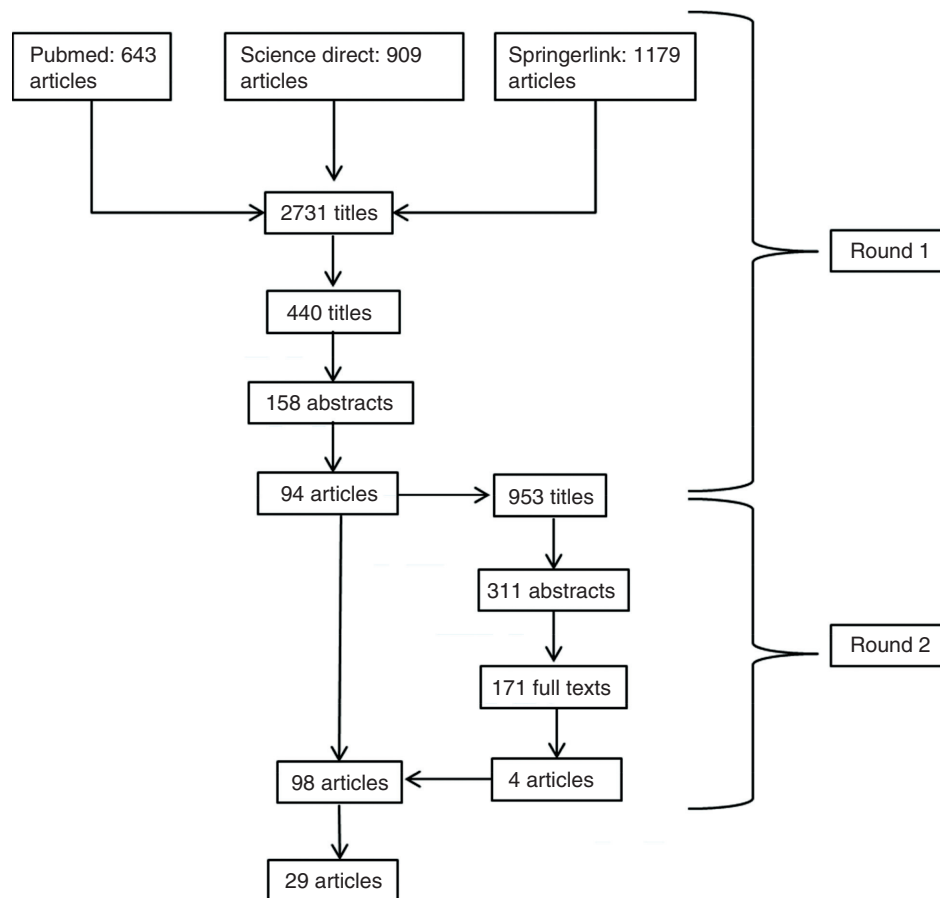 Pubmed: 643
articles
Science direct: 909
articles
Springerlink: 1179
articles
2731 titles
Round 1
440 titles
158 abstracts
94 articles
953 titles
311 abstracts
Round 2
171 full texts
98 articles
4 articles
29 articles